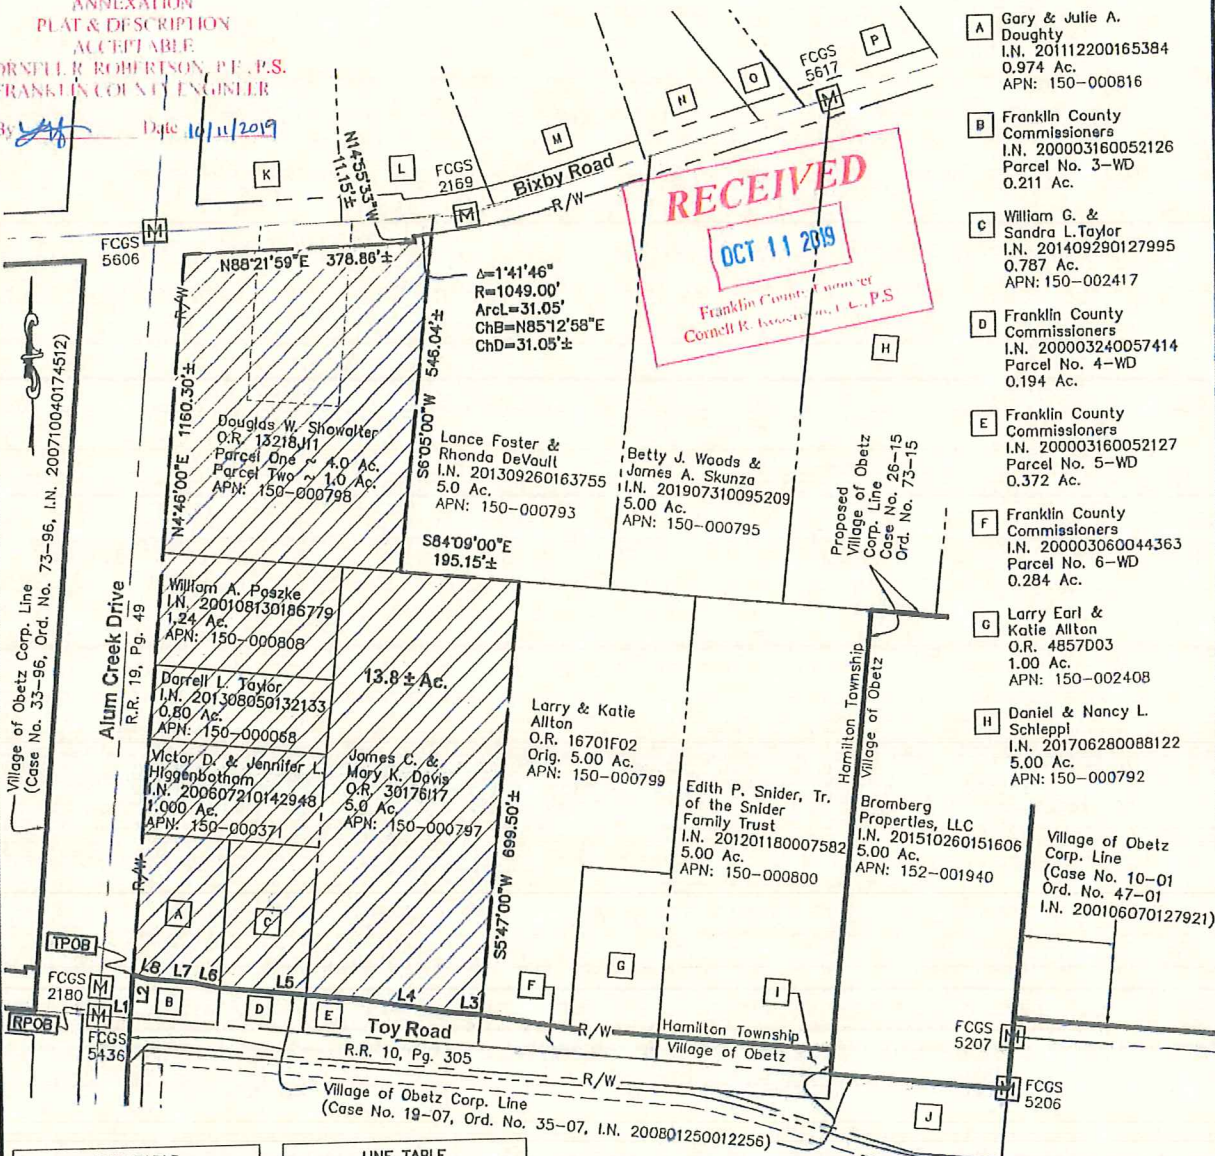 ANNEXATION
PLAT & DESCRIPTION
ACCEPTABLE
CORNELL R. ROBERTSON, P.E., P.S.
FRANKLIN COUNTY ENGINEER
By Date 10/11/2019
K
L
M
N
O
P
FCGS
5617
M
FCGS
2169
M
Bixby Road
R/W
N14°55'33"W
11.15'±
FCGS
5606
M
N88°21'59"E 378.86'±
Δ=1°41'46"
R=1049.00'
ArcL=31.05'
ChB=N85°12'58"E
ChD=31.05'±
RECEIVED
OCT 11 2019
Franklin County Engineer
Cornell R. Robertson, P.E., P.S
H
R/W
N4°46'00"E 1160.30'±
S6°05'00"W 546.04'±
Douglas W. Showalter
O.R. 13218J11
Parcel One ~ 4.0 Ac.
Parcel Two ~ 1.0 Ac.
APN: 150-000798
Lance Foster &
Rhonda DeVault
I.N. 201309260163755
5.0 Ac.
APN: 150-000793
Betty J. Woods &
James A. Skunza
I.N. 201907310095209
5.00 Ac.
APN: 150-000795
Proposed
Village of Obetz
Corp. Line
Case No. 26-15
Ord. No. 73-15
S84°09'00"E
195.15'±
Village of Obetz Corp. Line
(Case No. 33-96, Ord. No. 73-96, I.N. 200710040174512)
Alum Creek Drive
R.R. 19, Pg. 49
William A. Paszke
I.N. 200108130186779
1.24 Ac.
APN: 150-000808
Darrell L. Taylor
I.N. 201308050132133
0.80 Ac.
APN: 150-000068
Victor D. & Jennifer L.
Higgenbotham
I.N. 200607210142948
1.000 Ac.
APN: 150-000371
13.8 ± Ac.
James C. &
Mary K. Davis
O.R. 30176I17
5.0 Ac.
APN: 150-000797
Larry & Katie
Allton
O.R. 16701F02
Orig. 5.00 Ac.
APN: 150-000799
Edith P. Snider, Tr.
of the Snider
Family Trust
I.N. 201201180007582
5.00 Ac.
APN: 150-000800
Hamilton Township
Village of Obetz
Bromberg
Properties, LLC
I.N. 201510260151606
5.00 Ac.
APN: 152-001940
Village of Obetz
Corp. Line
(Case No. 10-01
Ord. No. 47-01
I.N. 200106070127921)
S5°47'00"W 699.50'±
R/W
A
C
TPOB
L8 L7 L6
L5
L4
L3
FCGS
2180
M
L1
L2
B
D
E
F
G
I
RPOB
M
FCGS
5436
Toy Road
R.R. 10, Pg. 305
R/W
Hamilton Township
Village of Obetz
R/W
FCGS
5207
M
M
FCGS
5206
J
Village of Obetz Corp. Line
(Case No. 19-07, Ord. No. 35-07, I.N. 200801250012256)
LINE TABLE
A
Gary & Julie A.
Doughty
I.N. 201112200165384
0.974 Ac.
APN: 150-000816
B
Franklin County
Commissioners
I.N. 200003160052126
Parcel No. 3-WD
0.211 Ac.
C
William G. &
Sandra L.Taylor
I.N. 201409290127995
0.787 Ac.
APN: 150-002417
D
Franklin County
Commissioners
I.N. 200003240057414
Parcel No. 4-WD
0.194 Ac.
E
Franklin County
Commissioners
I.N. 200003160052127
Parcel No. 5-WD
0.372 Ac.
F
Franklin County
Commissioners
I.N. 200003060044363
Parcel No. 6-WD
0.284 Ac.
G
Larry Earl &
Katie Allton
O.R. 4857D03
1.00 Ac.
APN: 150-002408
H
Daniel & Nancy L.
Schleppi
I.N. 201706280088122
5.00 Ac.
APN: 150-000792